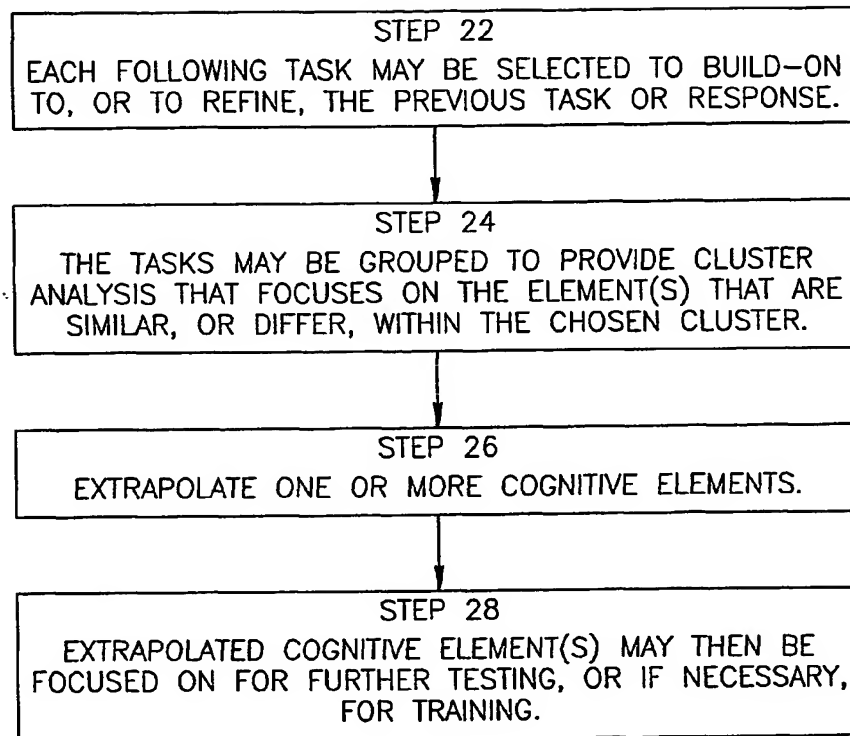 STEP 22
EACH FOLLOWING TASK MAY BE SELECTED TO BUILD-ON
TO, OR TO REFINE, THE PREVIOUS TASK OR RESPONSE.
STEP 24
THE TASKS MAY BE GROUPED TO PROVIDE CLUSTER
ANALYSIS THAT FOCUSES ON THE ELEMENT(S) THAT ARE
SIMILAR, OR DIFFER, WITHIN THE CHOSEN CLUSTER.
STEP 26
EXTRAPOLATE ONE OR MORE COGNITIVE ELEMENTS.
STEP 28
EXTRAPOLATED COGNITIVE ELEMENT(S) MAY THEN BE
FOCUSED ON FOR FURTHER TESTING, OR IF NECESSARY,
FOR TRAINING.